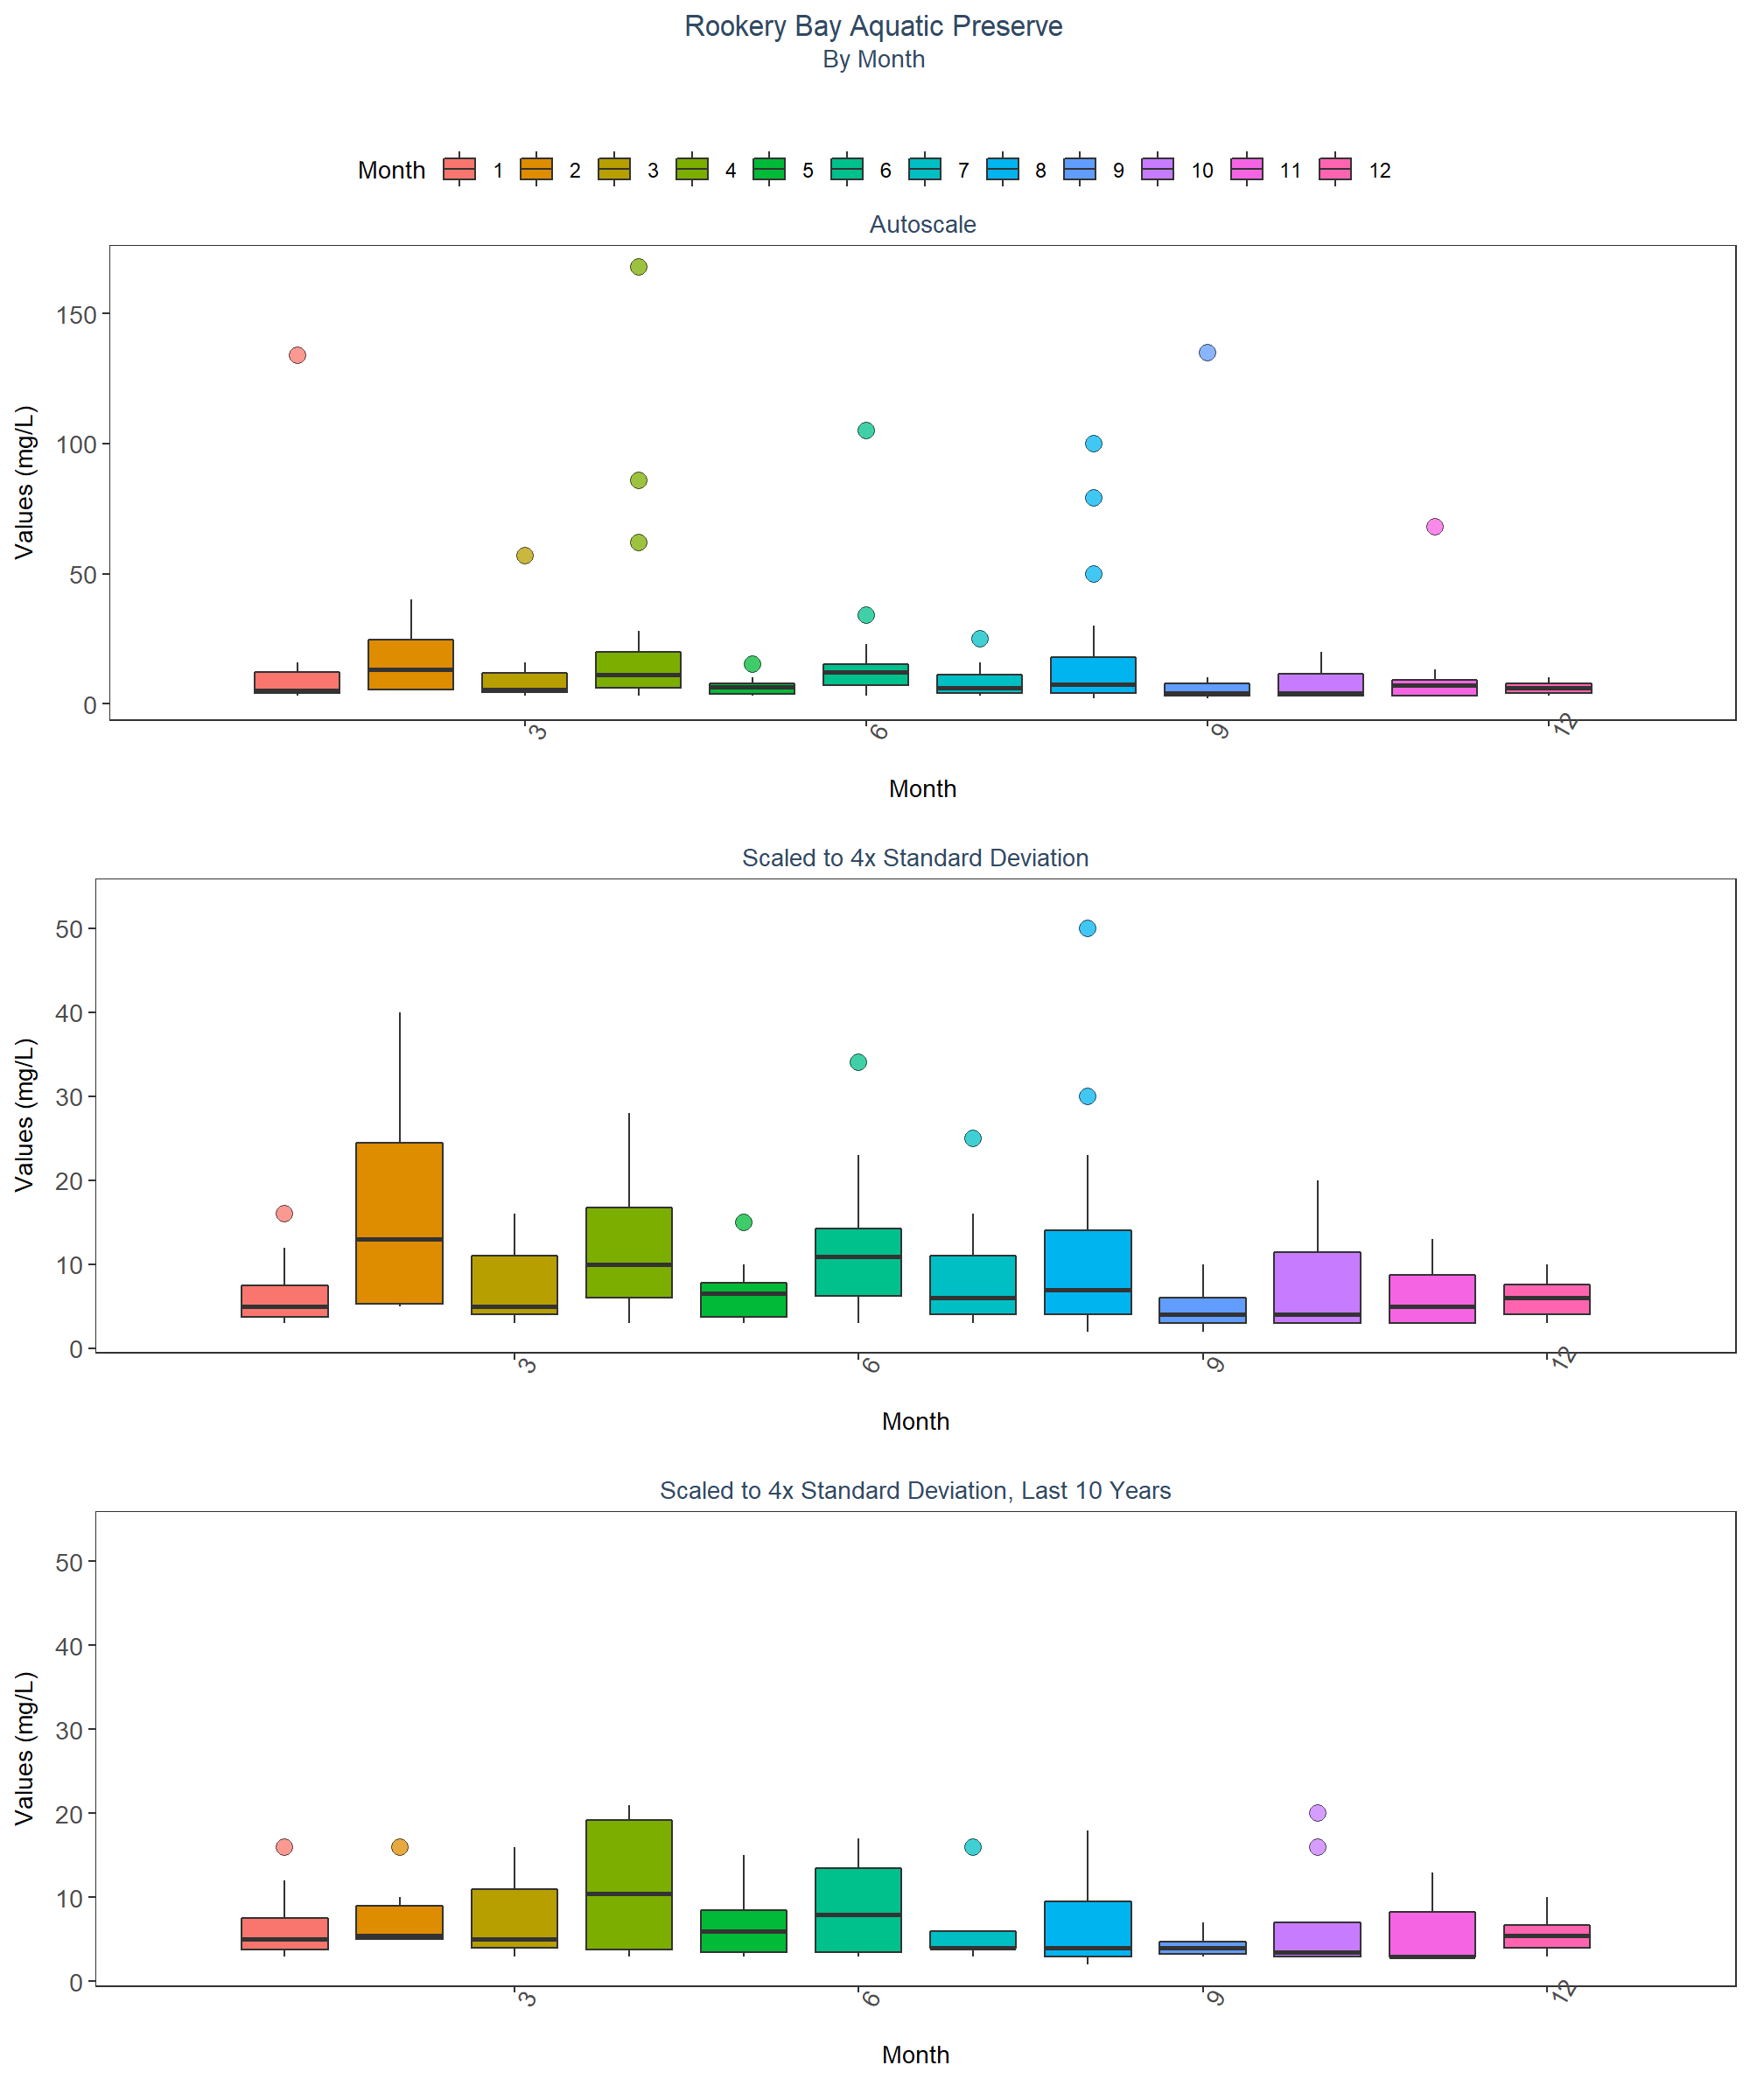 Rookery Bay Aquatic Preserve
By Month
Month 1 2 3 4 5 6 7 8 9 10 11 12
Autoscale
Values (mg/L)
150
100
50
0
3 6 9 12
Month
Scaled to 4x Standard Deviation
Values (mg/L)
50
40
30
20
10
0
3 6 9 12
Month
Scaled to 4x Standard Deviation, Last 10 Years
Values (mg/L)
50
40
30
20
10
0
3 6 9 12
Month